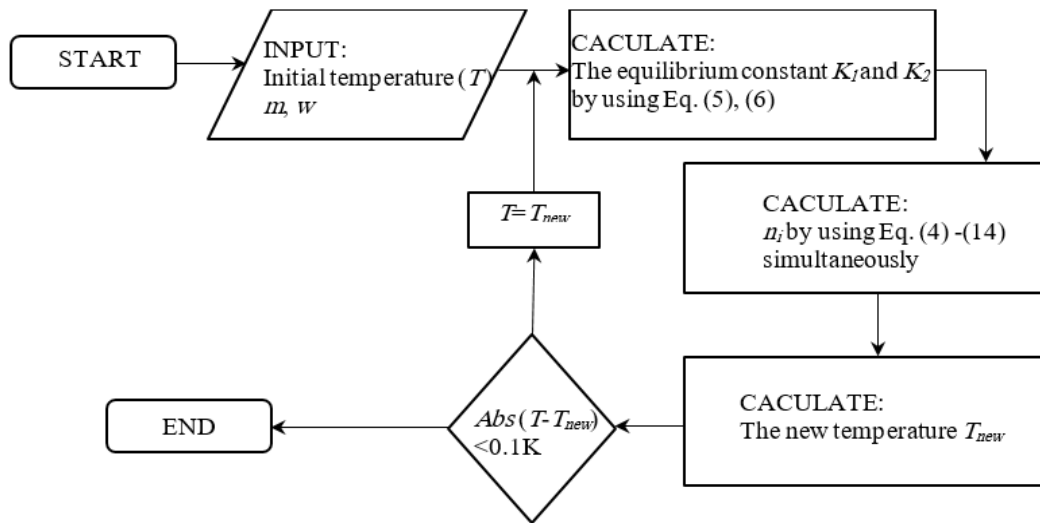 START
INPUT:
Initial temperature (T)
m, w
CACULATE:
The equilibrium constant K1 and K2
by using Eq. (5), (6)
CACULATE:
ni by using Eq. (4) -(14)
simultaneously
T= Tnew
CACULATE:
The new temperature Tnew
Abs (T- Tnew)
<0.1K
END